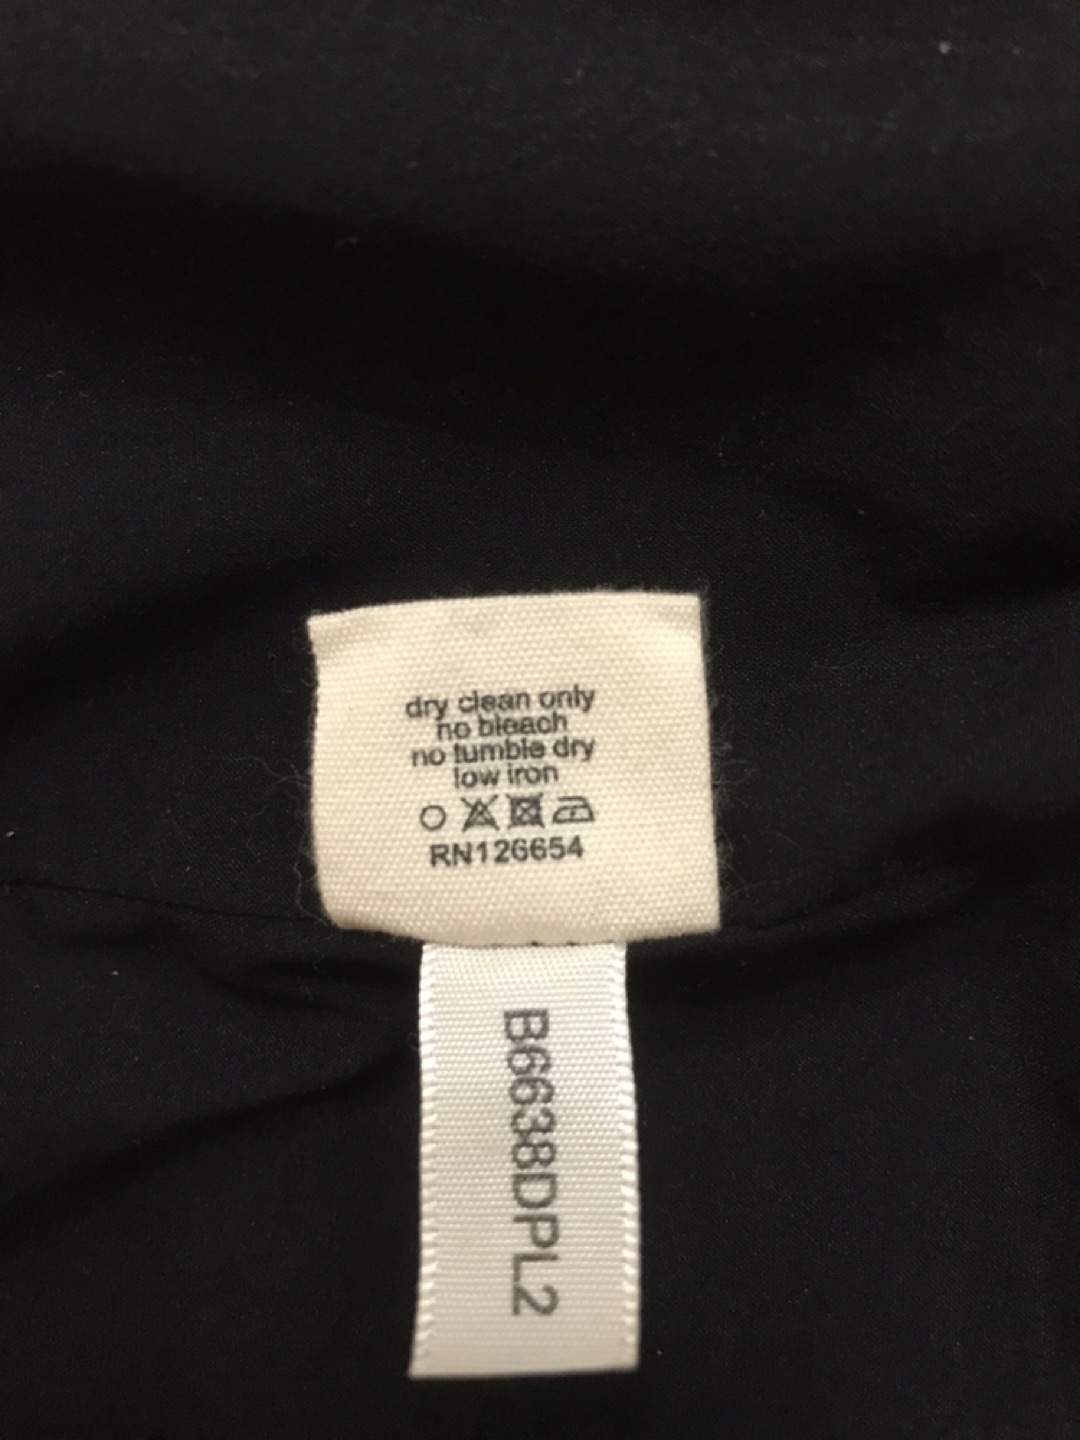 dry clean only
no bleach
no tumble dry
low iron
RN126654
B6638DPL2